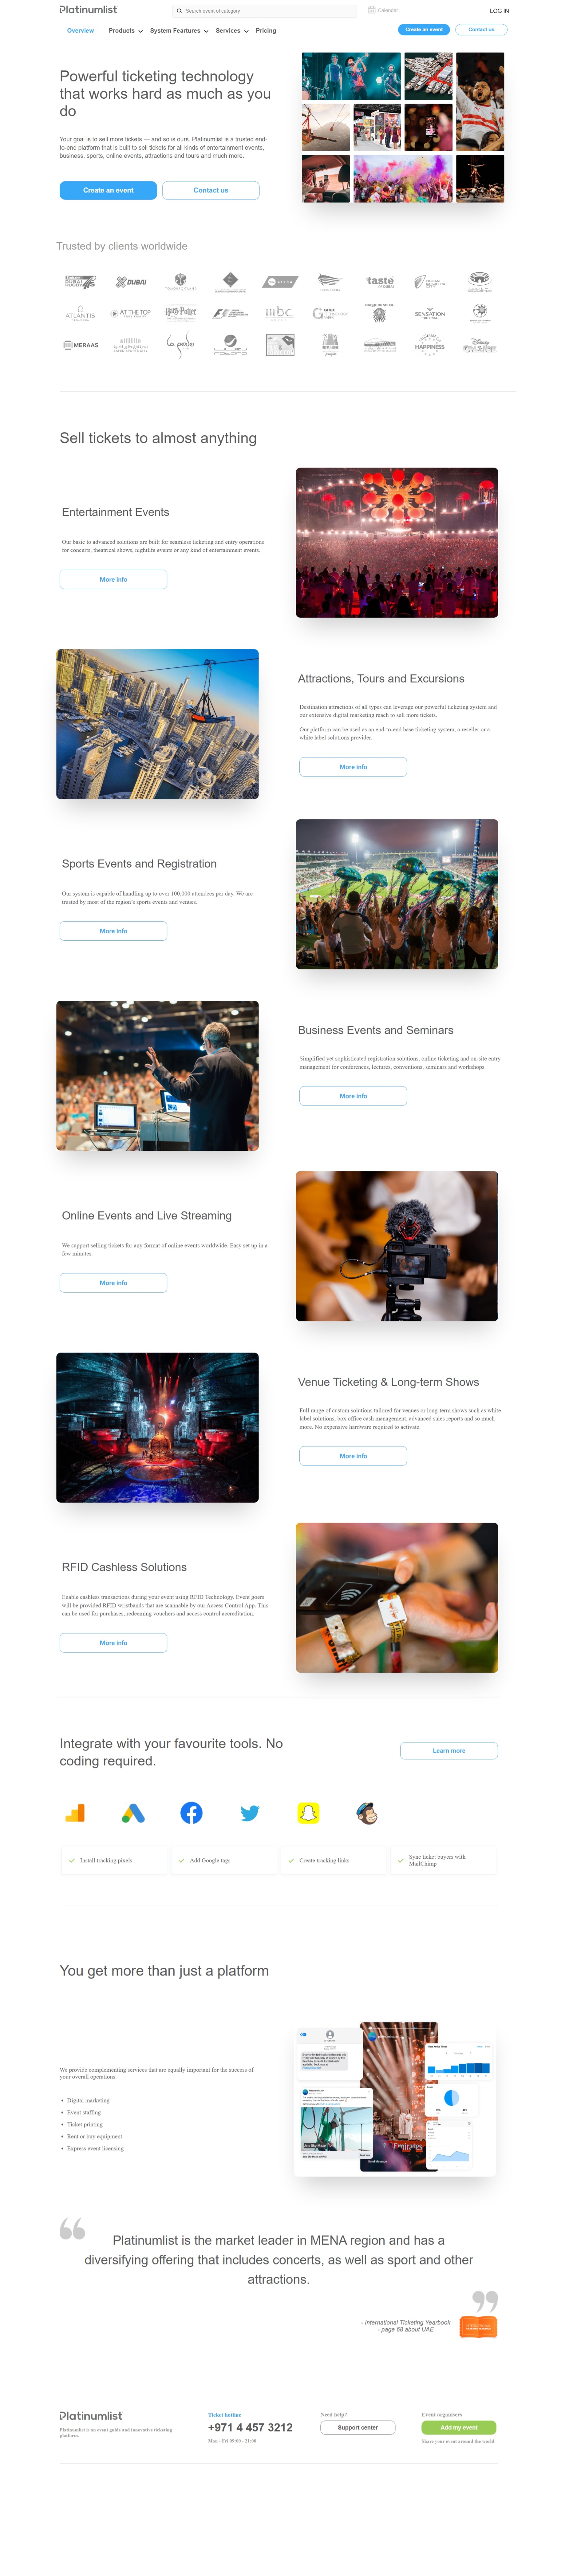 Platinumlist
Search event of category
Calendar
LOG IN
Overview
Products
System Feartures
Services
Pricing
Create an event
Contact us
Powerful ticketing technology
that works hard as much as you
do
Your goal is to sell more tickets — and so is ours. Platinumlist is a trusted end-
to-end platform that is built to sell tickets for all kinds of entertainment events,
business, sports, online events, attractions and tours and much more.
Create an event
Contact us
Trusted by clients worldwide
DUBAI
taste
ATLANTIS
AT THE TOP
Harry Potter
wbc
GITEX
SENSATION
MERAAS
la perle
HAPPINESS
Disney
Sell tickets to almost anything
Entertainment Events
Our basic to advanced solutions are built for seamless ticketing and entry operations
for concerts, theatrical shows, nightlife events or any kind of entertainment events.
More info
Attractions, Tours and Excursions
Destination attractions of all types can leverage our powerful ticketing system and
our extensive digital marketing reach to sell more tickets.
Our platform can be used as an end-to-end base ticketing system, a reseller or a
white label solutions provider.
More info
Sports Events and Registration
Our system is capable of handling up to over 100,000 attendees per day. We are
trusted by most of the region's sports events and venues.
More info
Business Events and Seminars
Simplified yet sophisticated registration solutions, online ticketing and on-site entry
management for conferences, lectures, conventions, seminars and workshops.
More info
Online Events and Live Streaming
We support selling tickets for any format of online events worldwide. Easy set up in a
few minutes.
More info
Venue Ticketing & Long-term Shows
Full range of custom solutions tailored for venues or long-term shows such as white
label solutions, box office cash management, advanced sales reports and so much
more. No expensive hardware required to activate.
More info
RFID Cashless Solutions
Enable cashless transactions during your event using RFID Technology. Event goers
will be provided RFID wristbands that are scannable by our Access Control App. This
can be used for purchases, redeeming vouchers and access control accreditation.
More info
Integrate with your favourite tools. No
coding required.
Learn more
Install tracking pixels
Add Google tags
Create tracking links
Sync ticket buyers with
MailChimp
You get more than just a platform
We provide complementing services that are equally important for the success of
your overall operations.
• Digital marketing
• Event staffing
• Ticket printing
• Rent or buy equipment
• Express event licensing
Emirates
Platinumlist is the market leader in MENA region and has a
diversifying offering that includes concerts, as well as sport and other
attractions.
- International Ticketing Yearbook
- page 68 about UAE
Platinumlist
Platinumlist is an event guide and innovative ticketing
platform.
Ticket hotline
+971 4 457 3212
Mon - Fri 09:00 - 21:00
Need help?
Support center
Event organisers
Add my event
Share your event around the world